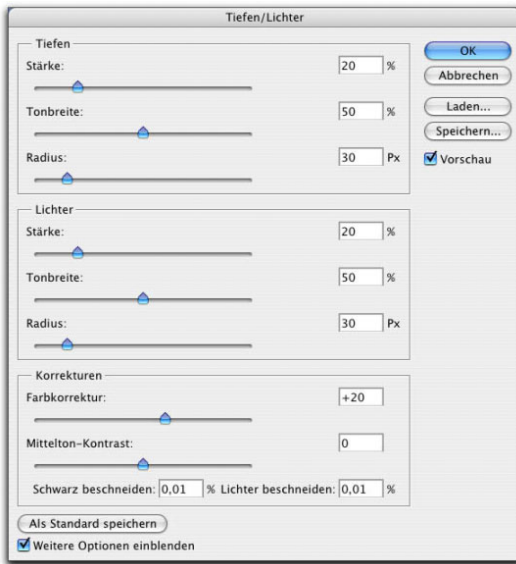 Tiefen/Lichter
Tiefen
Stärke: 20 %
Tonbreite: 50 %
Radius: 30 Px
Lichter
Stärke: 20 %
Tonbreite: 50 %
Radius: 30 Px
Korrekturen
Farbkorrektur: +20
Mittelton-Kontrast: 0
Schwarz beschneiden: 0,01 % Lichter beschneiden: 0,01 %
Als Standard speichern
Weitere Optionen einblenden
OK
Abbrechen
Laden...
Speichern...
Vorschau